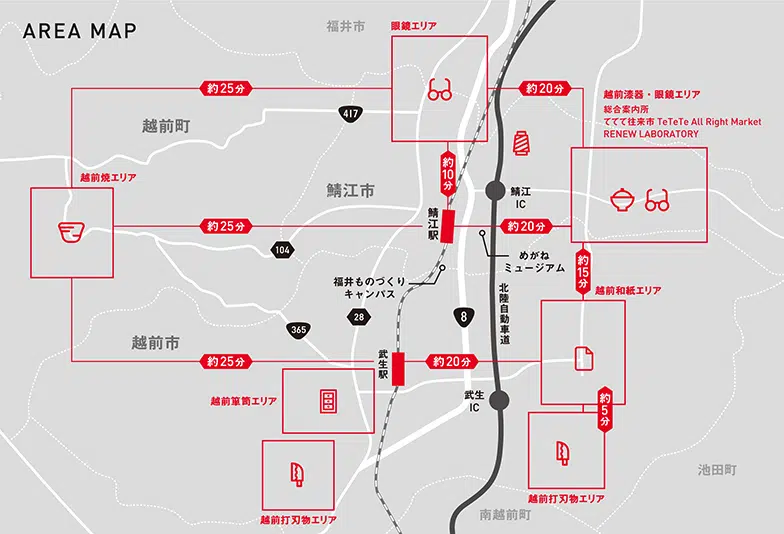 AREA MAP
福井市
眼鏡エリア
約25分
約20分
越前漆器・眼鏡エリア
総合案内所
ててて往来市 TeTeTe All Right Market
RENEW LABORATORY
417
越前町
約10分
越前焼エリア
鯖江市
鯖江
IC
約25分
鯖江駅
約20分
104
めがね
ミュージアム
約15分
福井ものづくり
キャンパス
北陸自動車道
越前和紙エリア
28
8
365
越前市
約25分
武生駅
約20分
越前箪笥エリア
武生
IC
約5分
池田町
越前打刃物エリア
越前打刃物エリア
南越前町